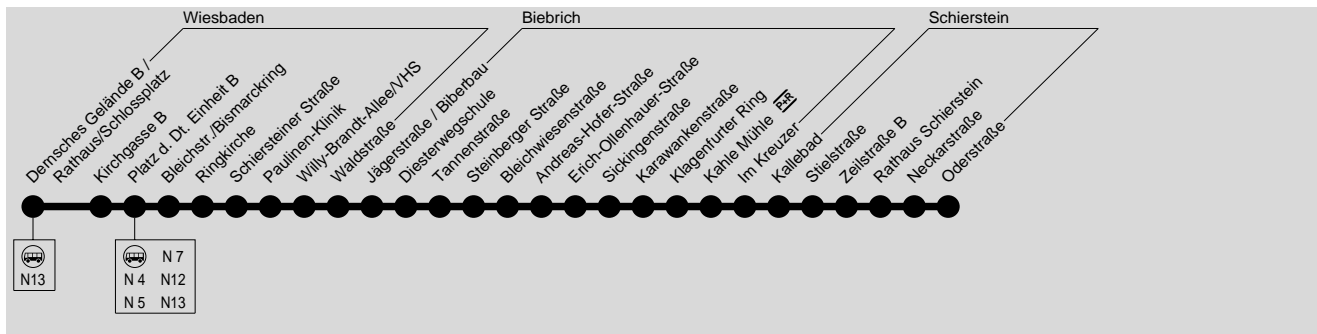 Wiesbaden
Biebrich
Schierstein
Dernsches Gelände B /
Rathaus/Schlossplatz
Kirchgasse B
Platz d. Dt. Einheit B
Bleichstr./Bismarckring
Ringkirche
Schiersteiner Straße
Paulinen-Klinik
Willy-Brandt-Allee/VHS
Waldstraße
Jägerstraße / Biberbau
Diesterwegschule
Tannenstraße
Steinberger Straße
Bleichwiesenstraße
Andreas-Hofer-Straße
Erich-Ollenhauer-Straße
Sickingenstraße
Karawankenstraße
Klagenfurter Ring
Kahle Mühle P+R
Im Kreuzer
Kallebad
Stielstraße
Zeilstraße B
Rathaus Schierstein
Neckarstraße
Oderstraße
N13
N 7
N 4 N12
N 5 N13